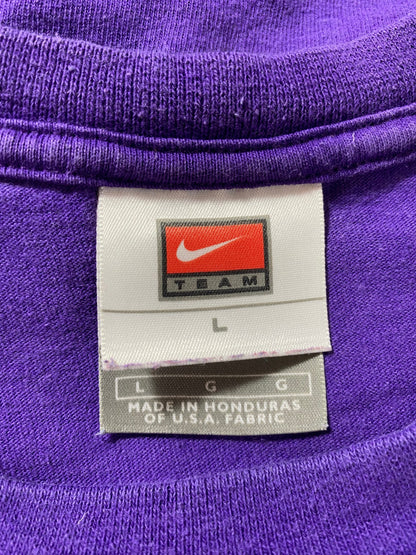 TEAM
L
L G G
MADE IN HONDURAS
OF U.S.A. FABRIC